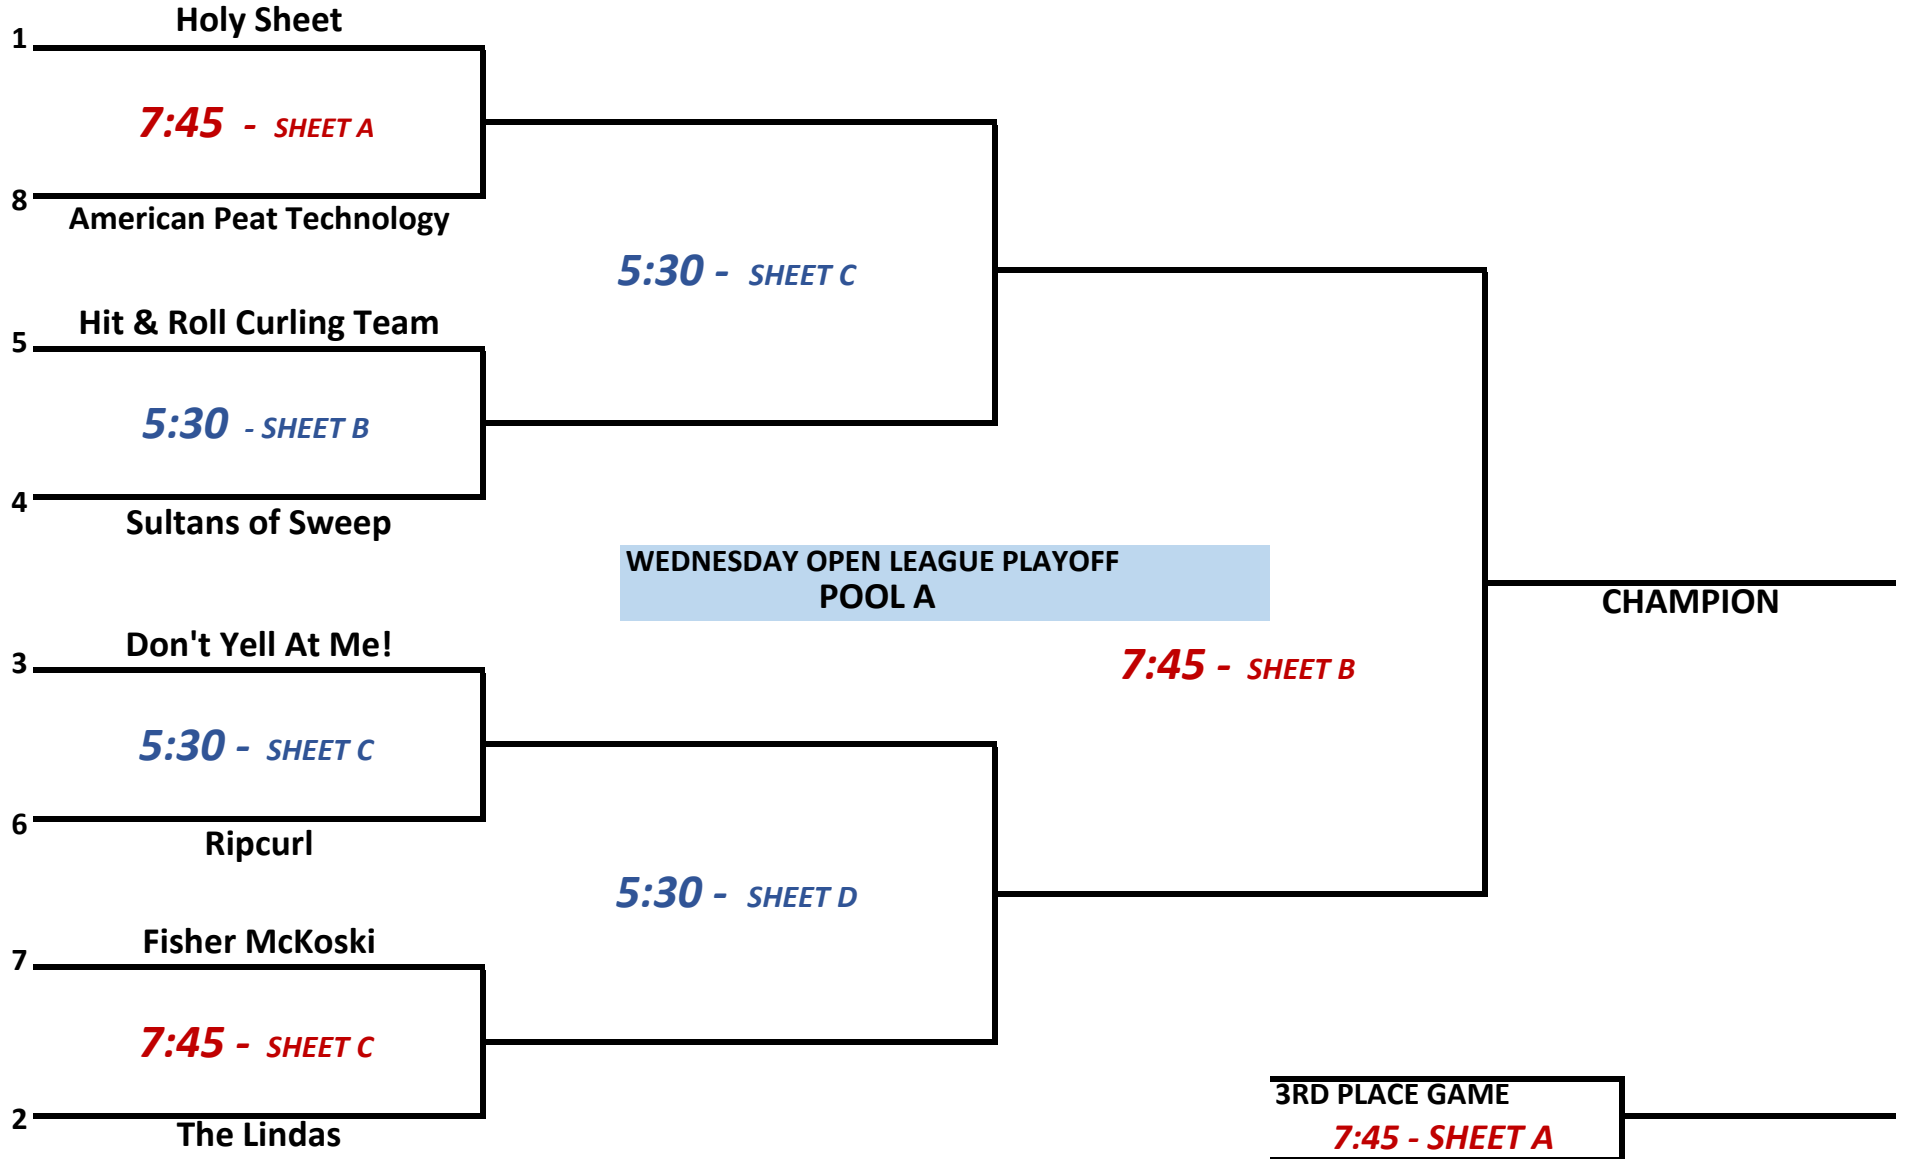 Holy Sheet
1
7:45 - SHEET A
8
American Peat Technology
5:30 - SHEET C
Hit & Roll Curling Team
5
5:30 - SHEET B
4
Sultans of Sweep
WEDNESDAY OPEN LEAGUE PLAYOFF
POOL A
CHAMPION
Don't Yell At Me!
3
7:45 - SHEET B
5:30 - SHEET C
6
Ripcurl
5:30 - SHEET D
Fisher McKoski
7
7:45 - SHEET C
3RD PLACE GAME
2
The Lindas
7:45 - SHEET A